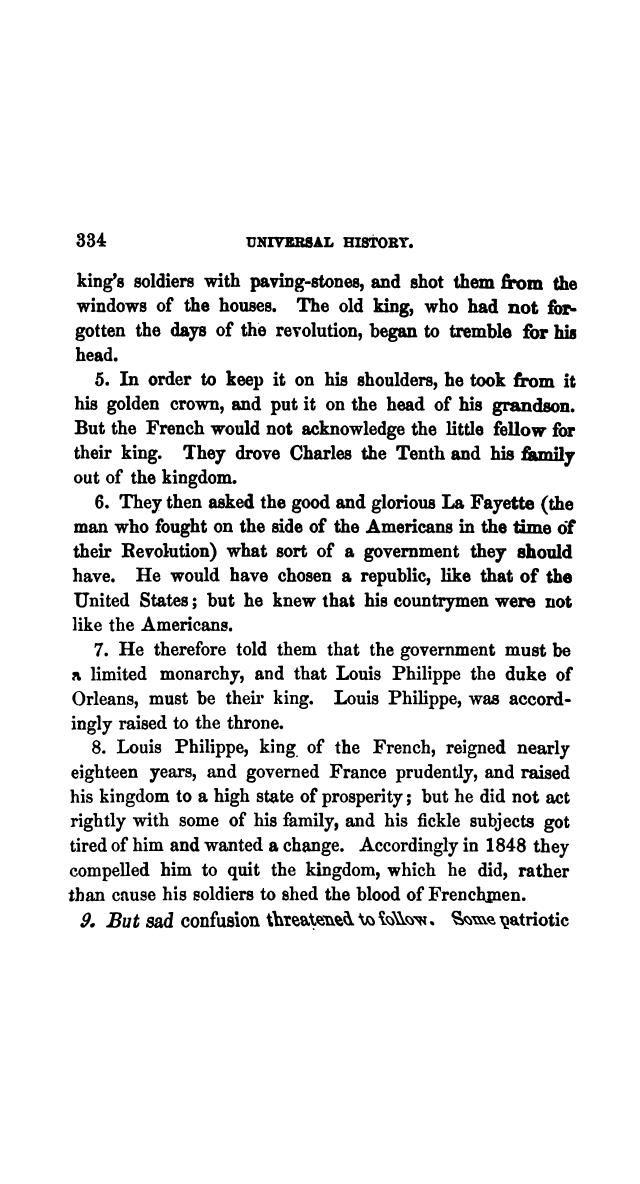 334 UNIVERSAL HISTORY.
king's soldiers with paving-stones, and shot them from the
windows of the houses. The old king, who had not for-
gotten the days of the revolution, began to tremble for his
head.
5. In order to keep it on his shoulders, he took from it
his golden crown, and put it on the head of his grandson.
But the French would not acknowledge the little fellow for
their king. They drove Charles the Tenth and his family
out of the kingdom.
6. They then asked the good and glorious La Fayette (the
man who fought on the side of the Americans in the time of
their Revolution) what sort of a government they should
have. He would have chosen a republic, like that of the
United States; but he knew that his countrymen were not
like the Americans.
7. He therefore told them that the government must be
a limited monarchy, and that Louis Philippe the duke of
Orleans, must be their king. Louis Philippe, was accord-
ingly raised to the throne.
8. Louis Philippe, king of the French, reigned nearly
eighteen years, and governed France prudently, and raised
his kingdom to a high state of prosperity; but he did not act
rightly with some of his family, and his fickle subjects got
tired of him and wanted a change. Accordingly in 1848 they
compelled him to quit the kingdom, which he did, rather
than cause his soldiers to shed the blood of Frenchmen.
9. But sad confusion threatened to follow. Some patriotic